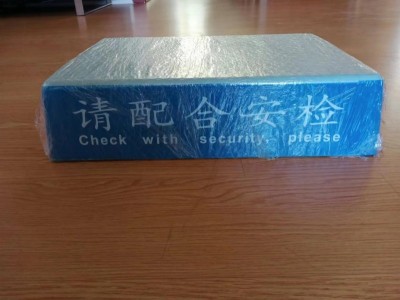 请配合安检
Check with security, please